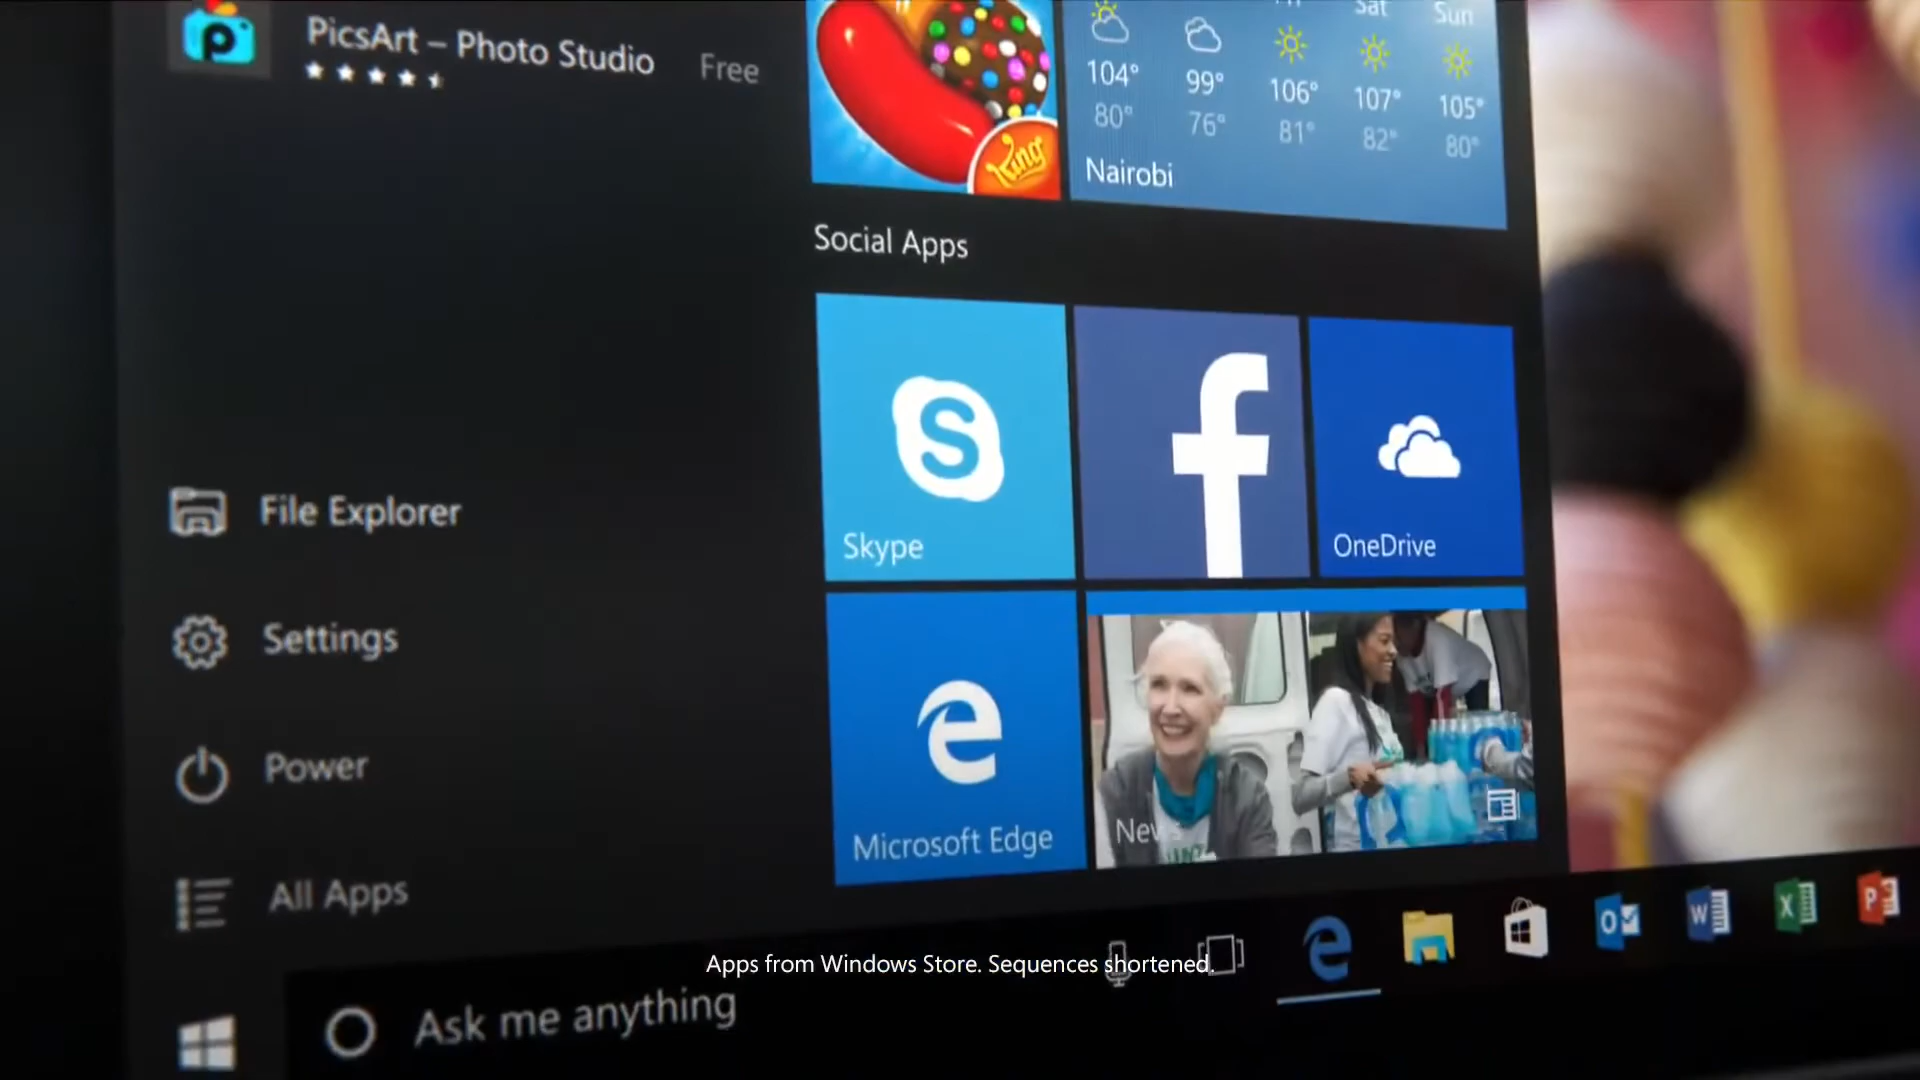 PicsArt – Photo Studio
Free
Sat
Sun
104° 99° 106° 107° 105°
80° 76° 81° 82° 80°
Nairobi
King
Social Apps
Skype
OneDrive
File Explorer
Settings
Power
All Apps
Microsoft Edge
News
Apps from Windows Store. Sequences shortened.
Ask me anything